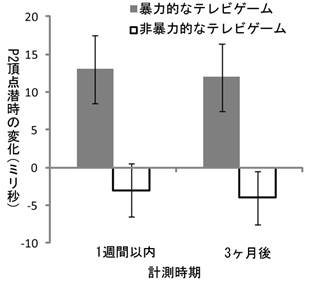 暴力的なテレビゲーム
非暴力的なテレビゲーム
P2頂点潜時の変化(ミリ秒)
20
15
10
5
0
-5
-10
1週間以内
3ヶ月後
計測時期